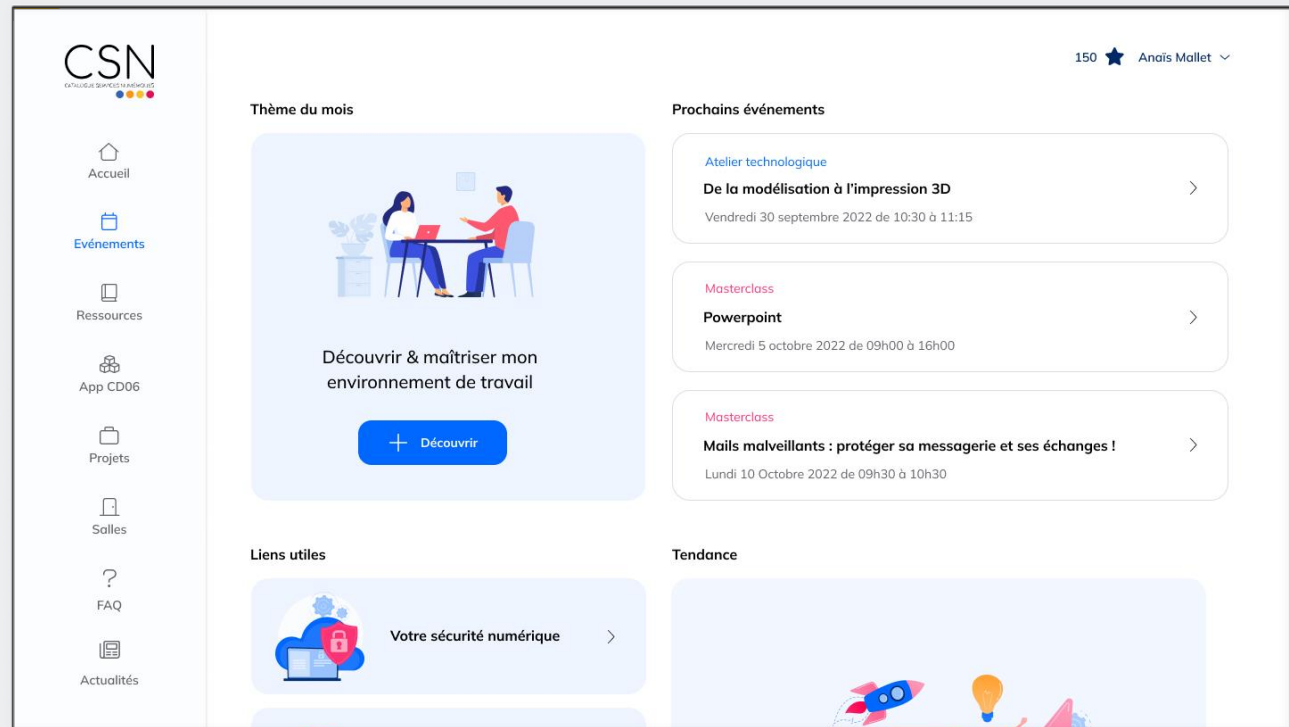 CSN
CATALOGUE SERVICES NUMÉRIQUES
150
Anaïs Mallet
Accueil
Evénements
Ressources
App CD06
Projets
Salles
FAQ
Actualités
Thème du mois
Découvrir & maîtriser mon
environnement de travail
Découvrir
Prochains événements
Atelier technologique
De la modélisation à l’impression 3D
Vendredi 30 septembre 2022 de 10:30 à 11:15
Masterclass
Powerpoint
Mercredi 5 octobre 2022 de 09h00 à 16h00
Masterclass
Mails malveillants : protéger sa messagerie et ses échanges !
Lundi 10 Octobre 2022 de 09h30 à 10h30
Liens utiles
Votre sécurité numérique
Tendance